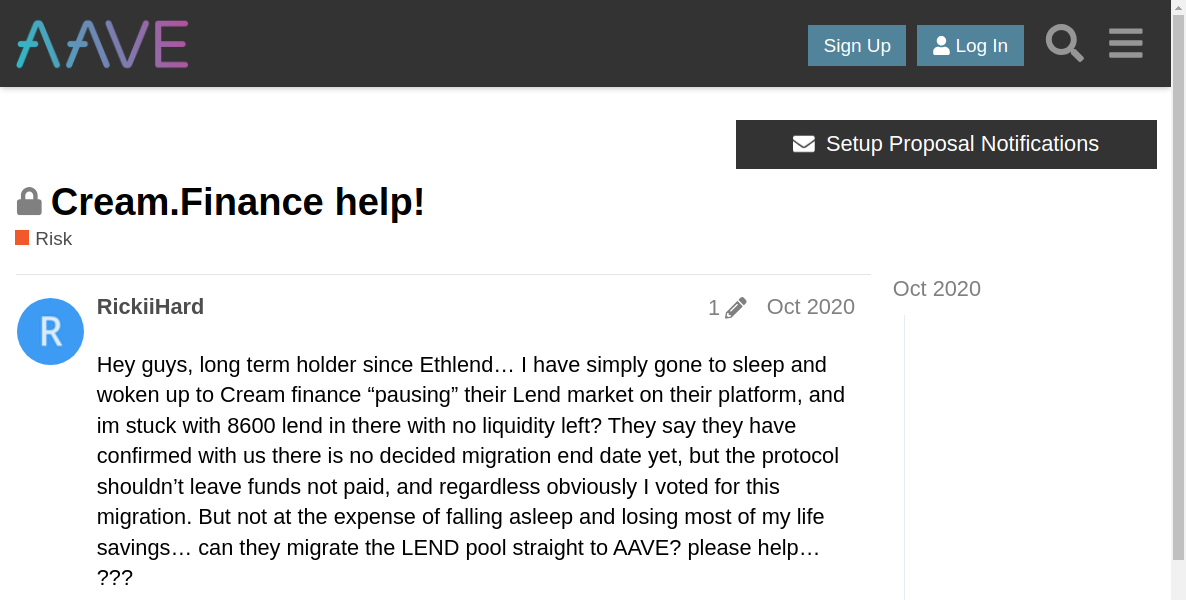 AAVE
Sign Up
Log In
Setup Proposal Notifications
Cream.Finance help!
Risk
Oct 2020
R
RickiiHard
1
Oct 2020
Hey guys, long term holder since Ethlend… I have simply gone to sleep and
woken up to Cream finance “pausing” their Lend market on their platform, and
im stuck with 8600 lend in there with no liquidity left? They say they have
confirmed with us there is no decided migration end date yet, but the protocol
shouldn’t leave funds not paid, and regardless obviously I voted for this
migration. But not at the expense of falling asleep and losing most of my life
savings… can they migrate the LEND pool straight to AAVE? please help…
???